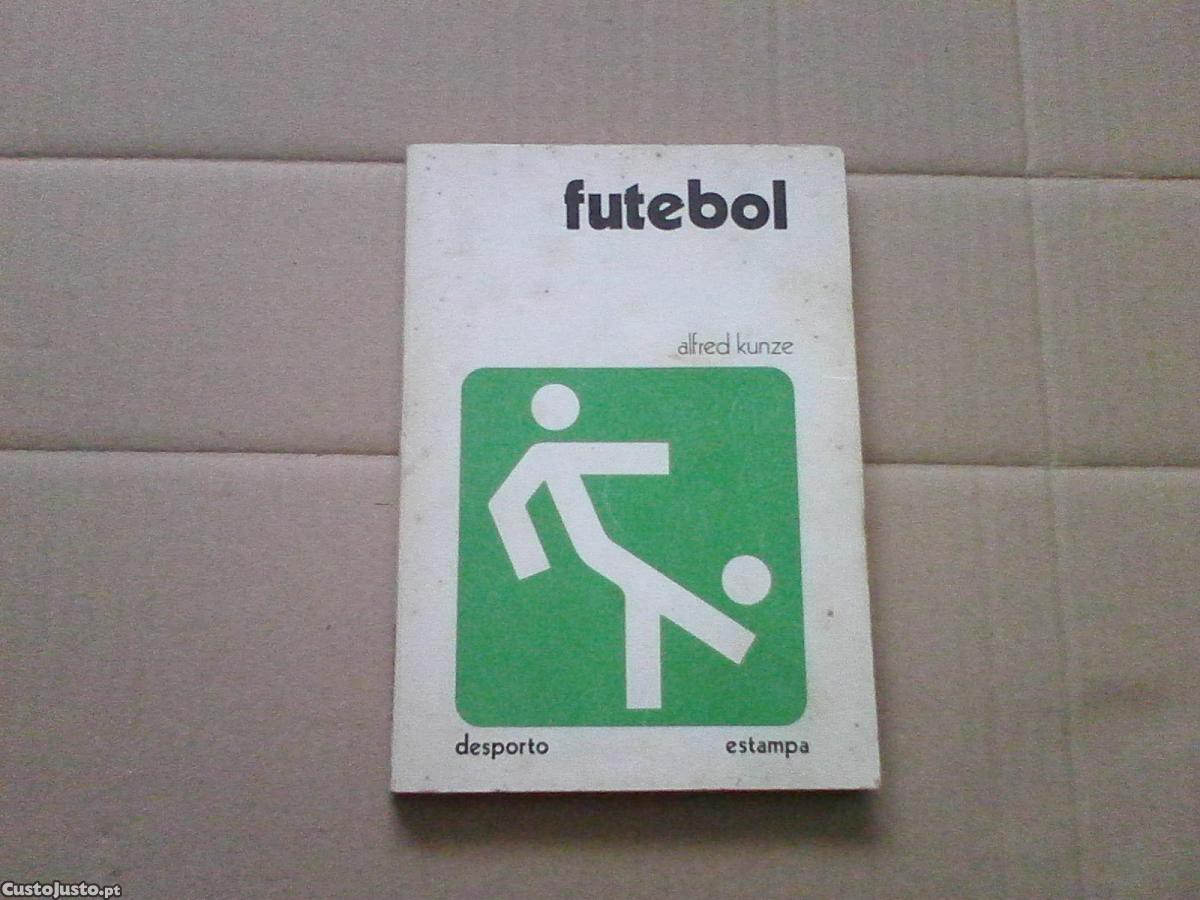 futebol
alfred kunze
desporto estampa
CustoJusto.pt